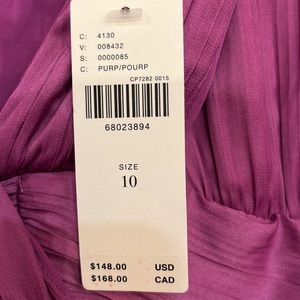 C: 4130
V: 008432
S: 0000085
C: PURP/POURP
CP7282 0015
68023894
SIZE
10
$148.00 USD
$168.00 CAD